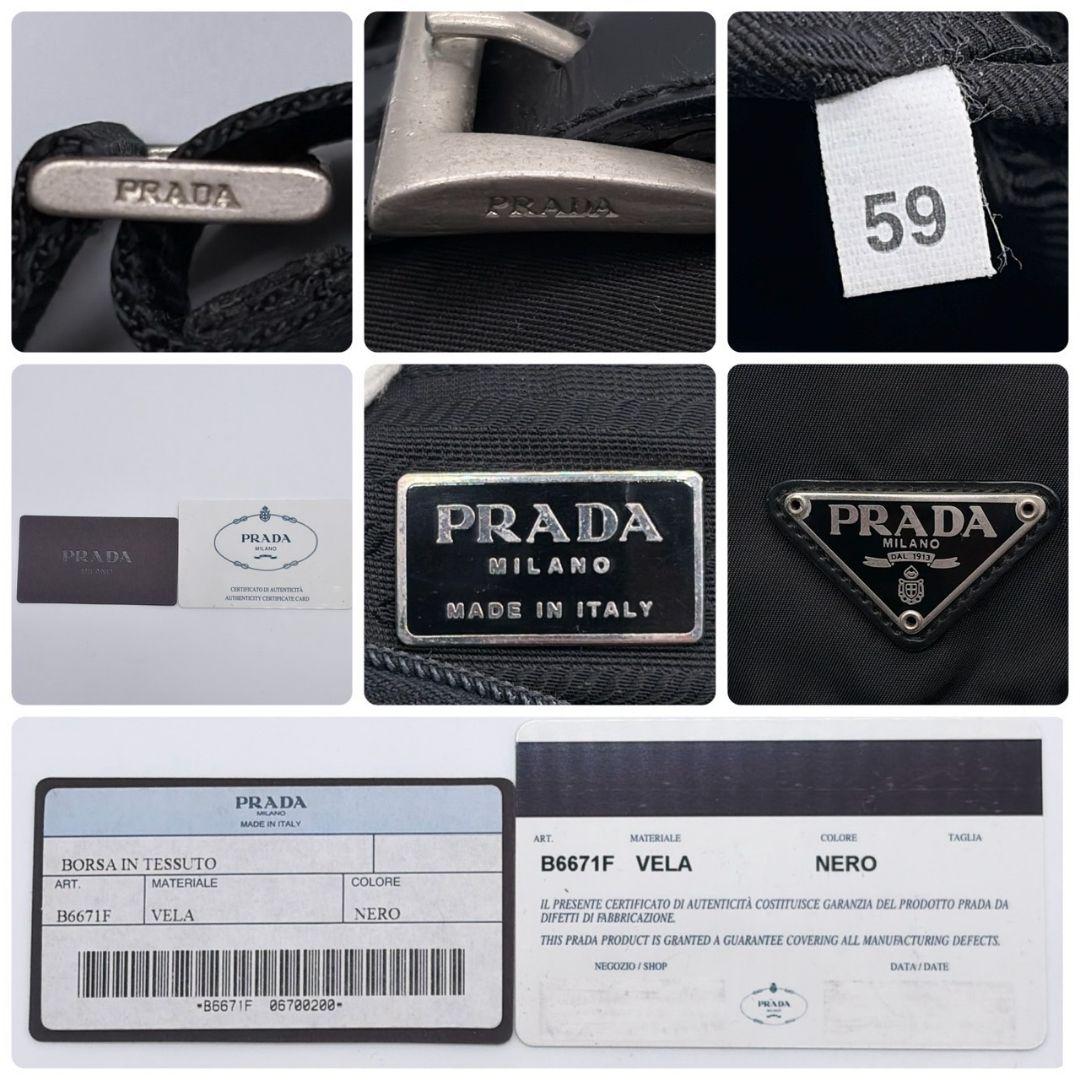 PRADA
PRADA
59
PRADA
MILANO
PRADA
MILANO
CERTIFICATO DI AUTENTICITÀ
AUTHENTICITY CERTIFICATE CARD
PRADA
MILANO
MADE IN ITALY
PRADA
MILANO
DAL 1913
PRADA
MILANO
MADE IN ITALY
BORSA IN TESSUTO
ART. MATERIALE COLORE
B6671F VELA NERO
*B6671F 06700200*
ART. MATERIALE COLORE TAGLIA
B6671F VELA NERO
IL PRESENTE CERTIFICATO DI AUTENTICITÀ COSTITUISCE GARANZIA DEL PRODOTTO PRADA DA
DIFETTI DI FABBRICAZIONE.
THIS PRADA PRODUCT IS GRANTED A GUARANTEE COVERING ALL MANUFACTURING DEFECTS.
NEGOZIO / SHOP DATA / DATE
PRADA